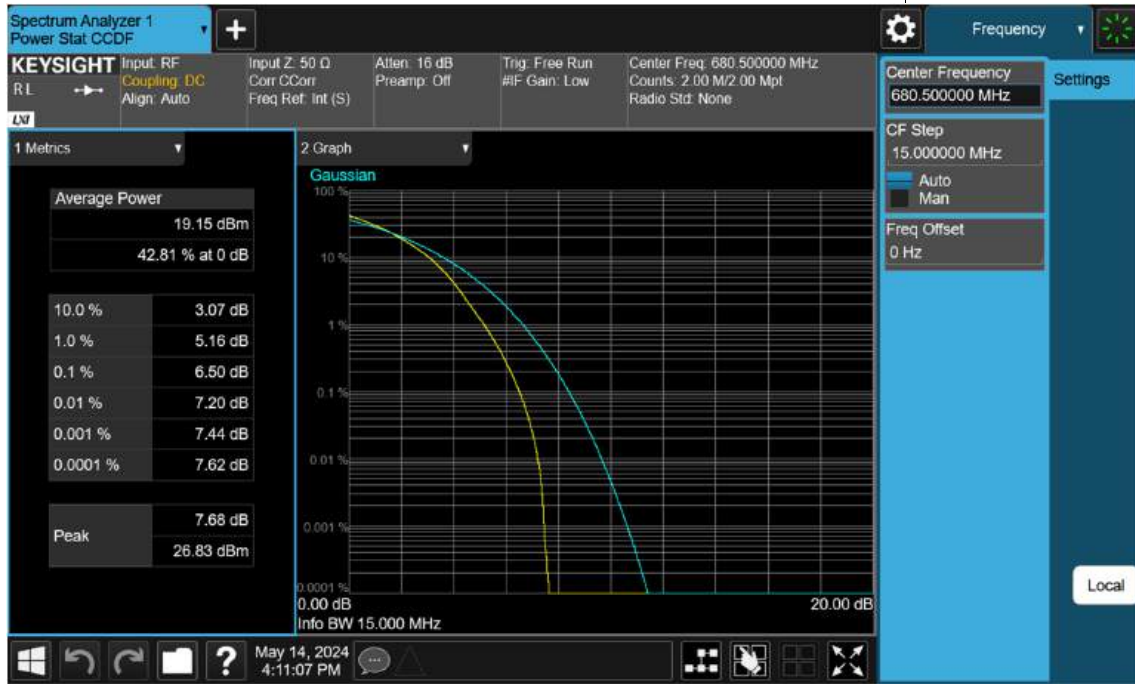 Spectrum Analyzer 1
Power Stat CCDF
+
Frequency
KEYSIGHT
RL
LXI
Input: RF
Coupling: DC
Align: Auto
Input Z: 50 Ω
Corr CCorr
Freq Ref: Int (S)
Atten: 16 dB
Preamp: Off
Trig: Free Run
#IF Gain: Low
Center Freq: 680.500000 MHz
Counts: 2.00 M/2.00 Mpt
Radio Std: None
1 Metrics
Average Power
19.15 dBm
42.81 % at 0 dB
10.0 % 3.07 dB
1.0 % 5.16 dB
0.1 % 6.50 dB
0.01 % 7.20 dB
0.001 % 7.44 dB
0.0001 % 7.62 dB
Peak
7.68 dB
26.83 dBm
2 Graph
Gaussian
100 %
10 %
1 %
0.1 %
0.01 %
0.001 %
0.0001 %
0.00 dB 20.00 dB
Info BW 15.000 MHz
Center Frequency
680.500000 MHz
Settings
CF Step
15.000000 MHz
Auto
Man
Freq Offset
0 Hz
Local
?
May 14, 2024
4:11:07 PM